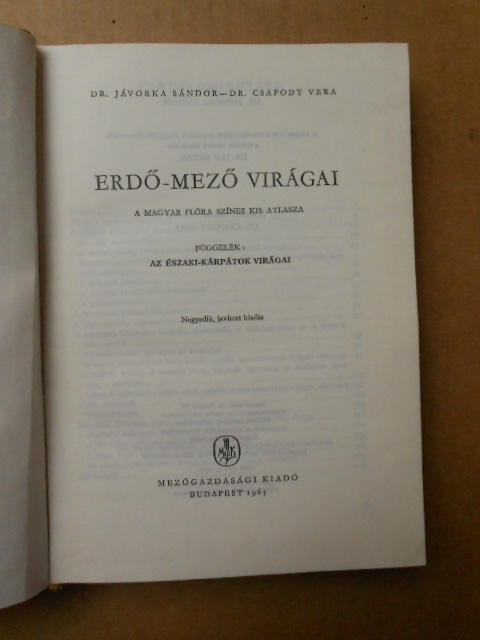 DR. JÁVORKA SÁNDOR—DR. CSAPODY VERA
ERDŐ-MEZŐ VIRÁGAI
A MAGYAR FLÓRA SZÍNES KIS ATLASZA
FÜGGELÉK:
AZ ÉSZAKI-KÁRPÁTOK VIRÁGAI
Negyedik, javított kiadás
MEZŐGAZDASÁGI KIADÓ
BUDAPEST 1965